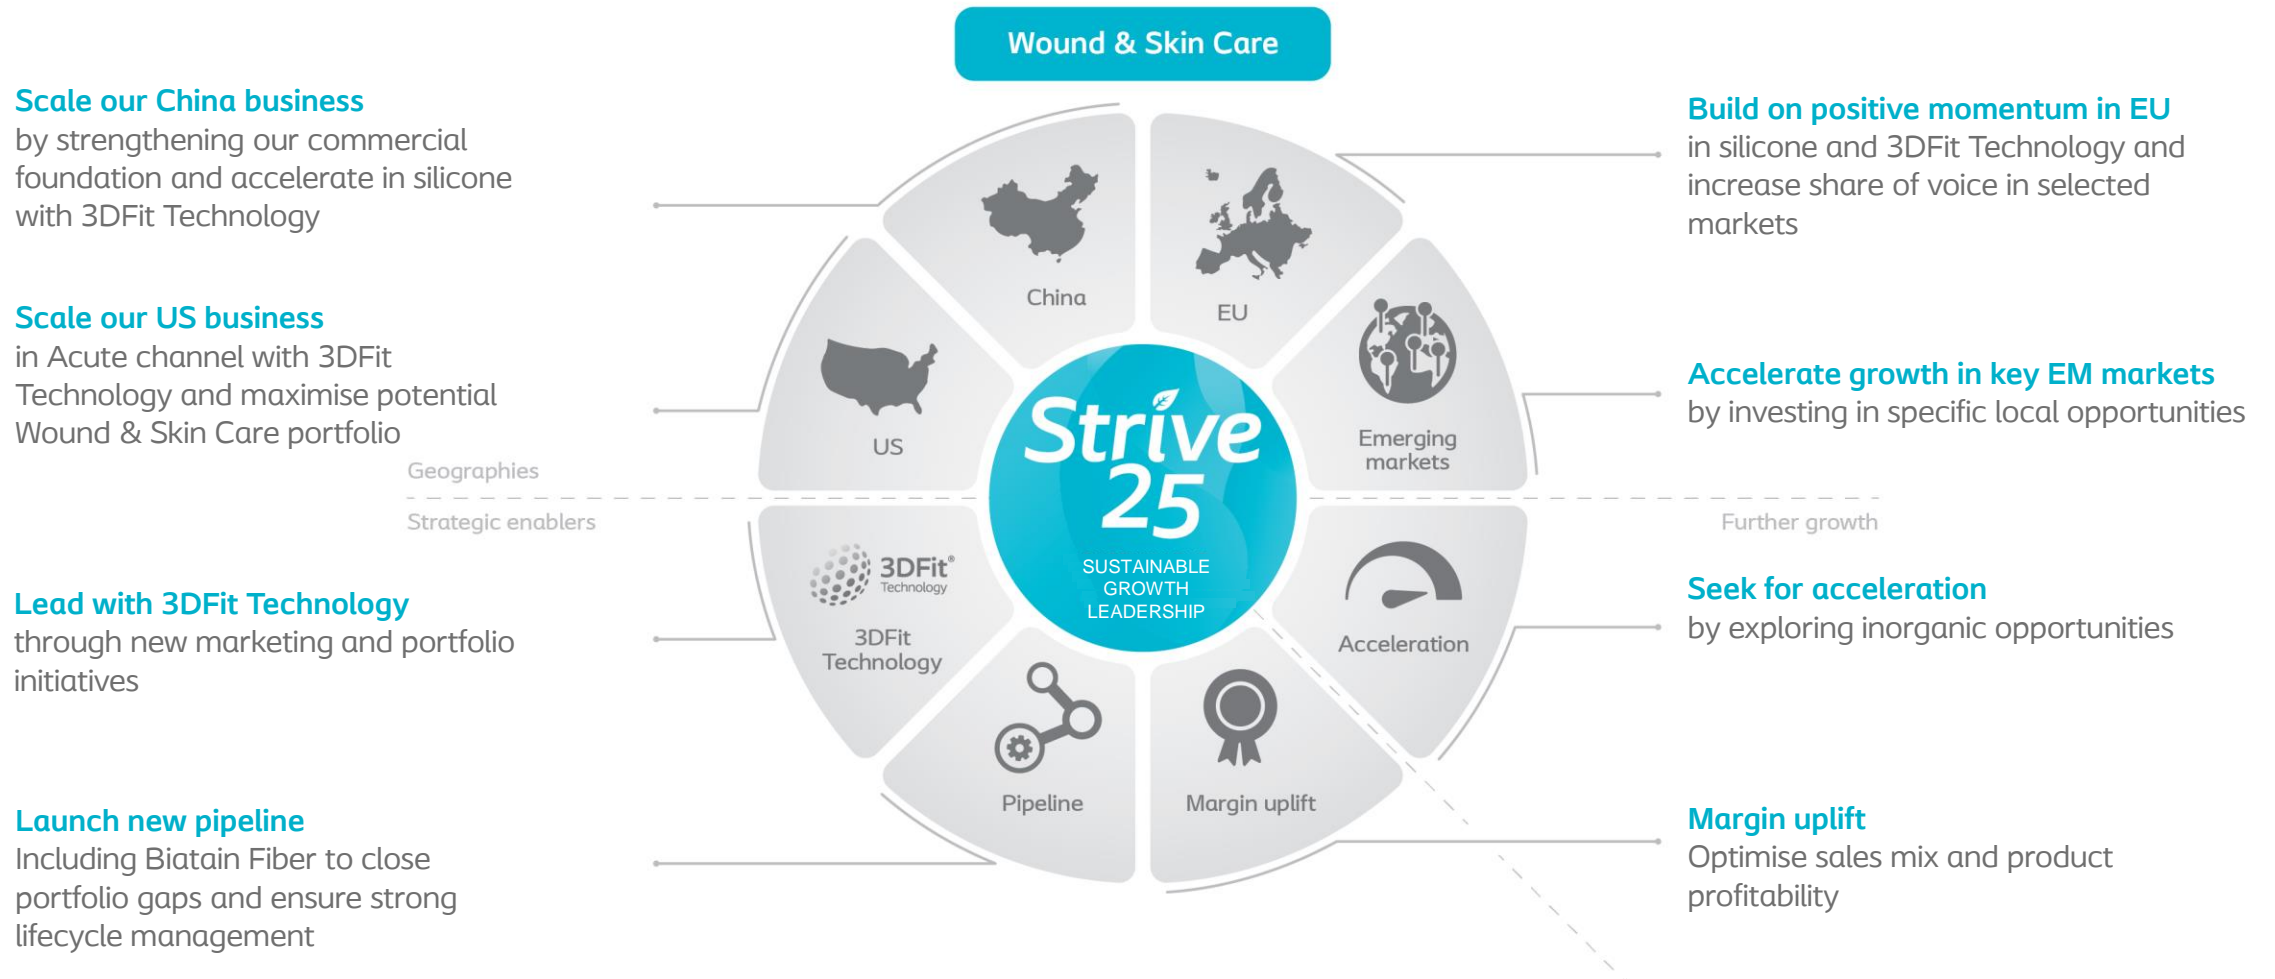 Wound & Skin Care
Scale our China business
by strengthening our commercial
foundation and accelerate in silicone
with 3DFit Technology
Scale our US business
in Acute channel with 3DFit
Technology and maximise potential
Wound & Skin Care portfolio
Geographies
Strategic enablers
Lead with 3DFit Technology
through new marketing and portfolio
initiatives
Launch new pipeline
Including Biatain Fiber to close
portfolio gaps and ensure strong
lifecycle management
China
EU
US
Emerging
markets
Strive
25
SUSTAINABLE
GROWTH
LEADERSHIP
3DFit®
Technology
3DFit
Technology
Acceleration
Pipeline
Margin uplift
Build on positive momentum in EU
in silicone and 3DFit Technology and
increase share of voice in selected
markets
Accelerate growth in key EM markets
by investing in specific local opportunities
Further growth
Seek for acceleration
by exploring inorganic opportunities
Margin uplift
Optimise sales mix and product
profitability